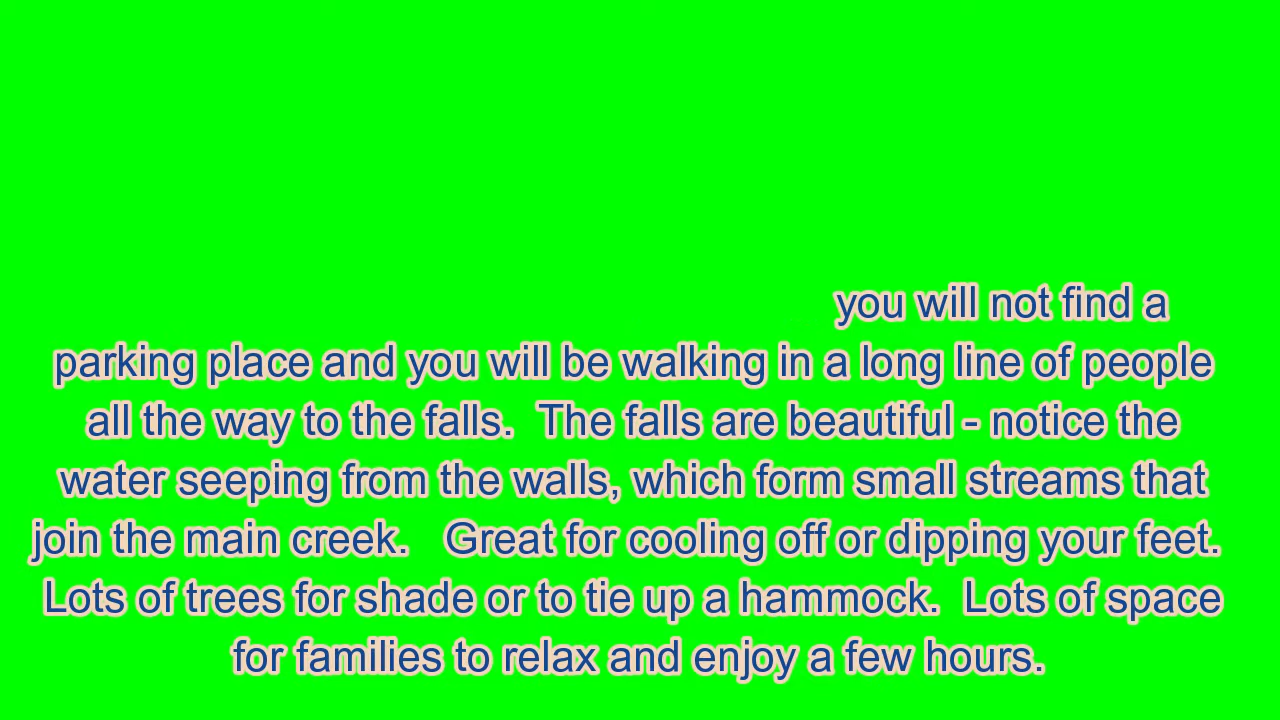 you will not find a
parking place and you will be walking in a long line of people
all the way to the falls.  The falls are beautiful - notice the
water seeping from the walls, which form small streams that
join the main creek.   Great for cooling off or dipping your feet.
Lots of trees for shade or to tie up a hammock.  Lots of space
for families to relax and enjoy a few hours.